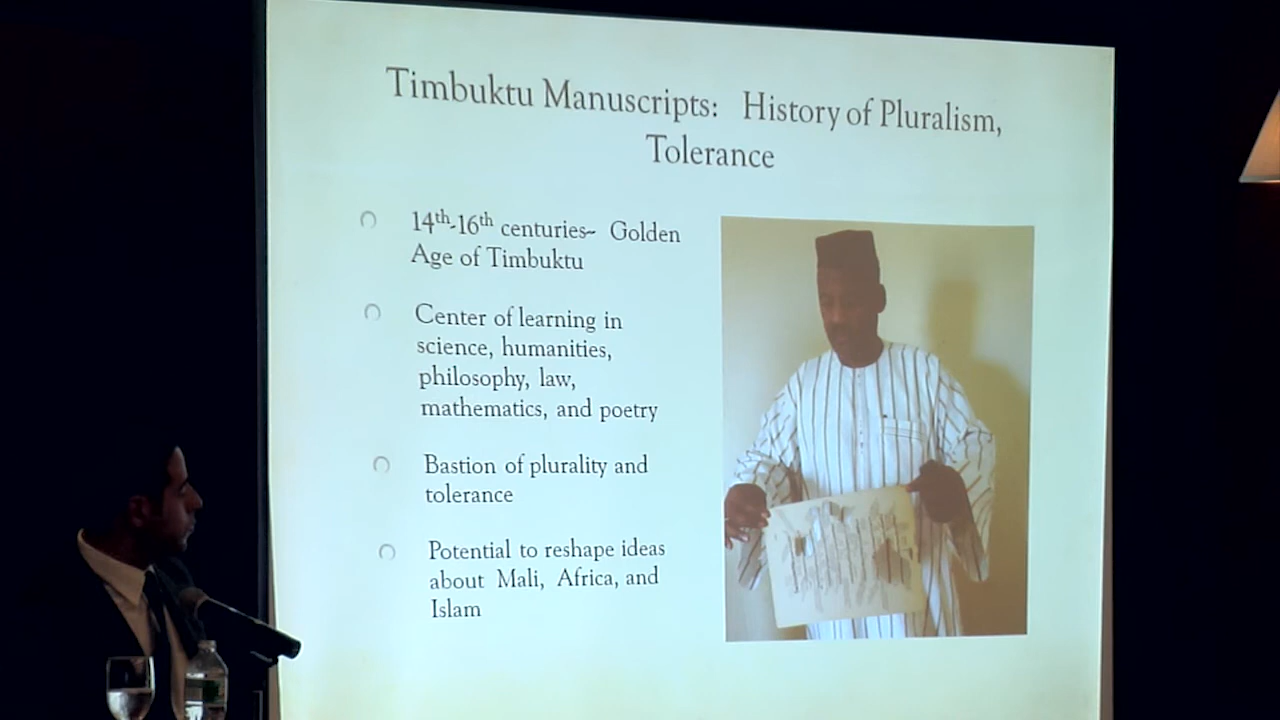 Timbuktu Manuscripts: History of Pluralism,
Tolerance
14th-16th centuries- Golden
Age of Timbuktu
Center of learning in
science, humanities,
philosophy, law,
mathematics, and poetry
Bastion of plurality and
tolerance
Potential to reshape ideas
about Mali, Africa, and
Islam